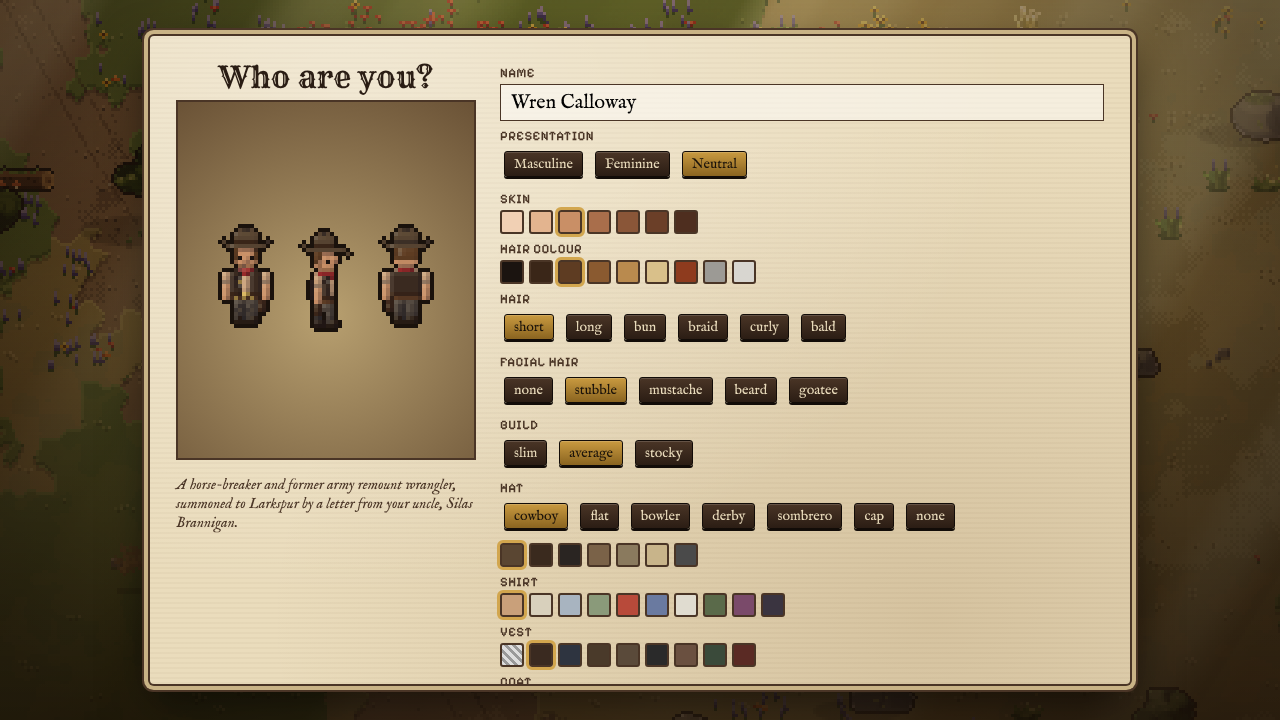 Who are you?
A horse-breaker and former army remount wrangler,
summoned to Larkspur by a letter from your uncle, Silas
Brannigan.
NAME
Wren Calloway
PRESENTATION
Masculine Feminine Neutral
SKIN
HAIR COLOUR
HAIR
short long bun braid curly bald
FACIAL HAIR
none stubble mustache beard goatee
BUILD
slim average stocky
HAT
cowboy flat bowler derby sombrero cap none
SHIRT
VEST
COAT